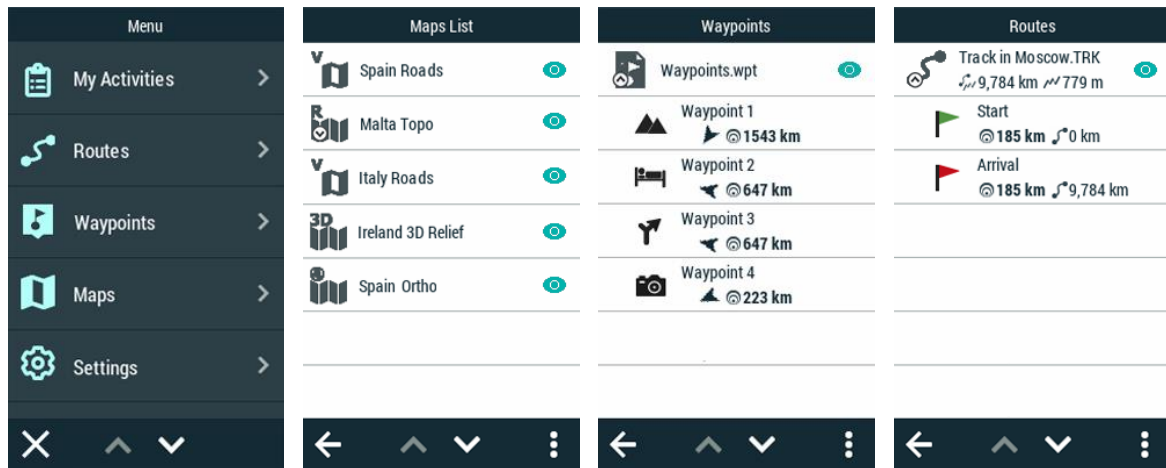 Menu
My Activities
Routes
Waypoints
Maps
Settings
Maps List
V
Spain Roads
R
Malta Topo
V
Italy Roads
3D
Ireland 3D Relief
Spain Ortho
Waypoints
Waypoints.wpt
Waypoint 1
1543 km
Waypoint 2
647 km
Waypoint 3
647 km
Waypoint 4
223 km
Routes
Track in Moscow.TRK
9,784 km 779 m
Start
185 km 0 km
Arrival
185 km 9,784 km